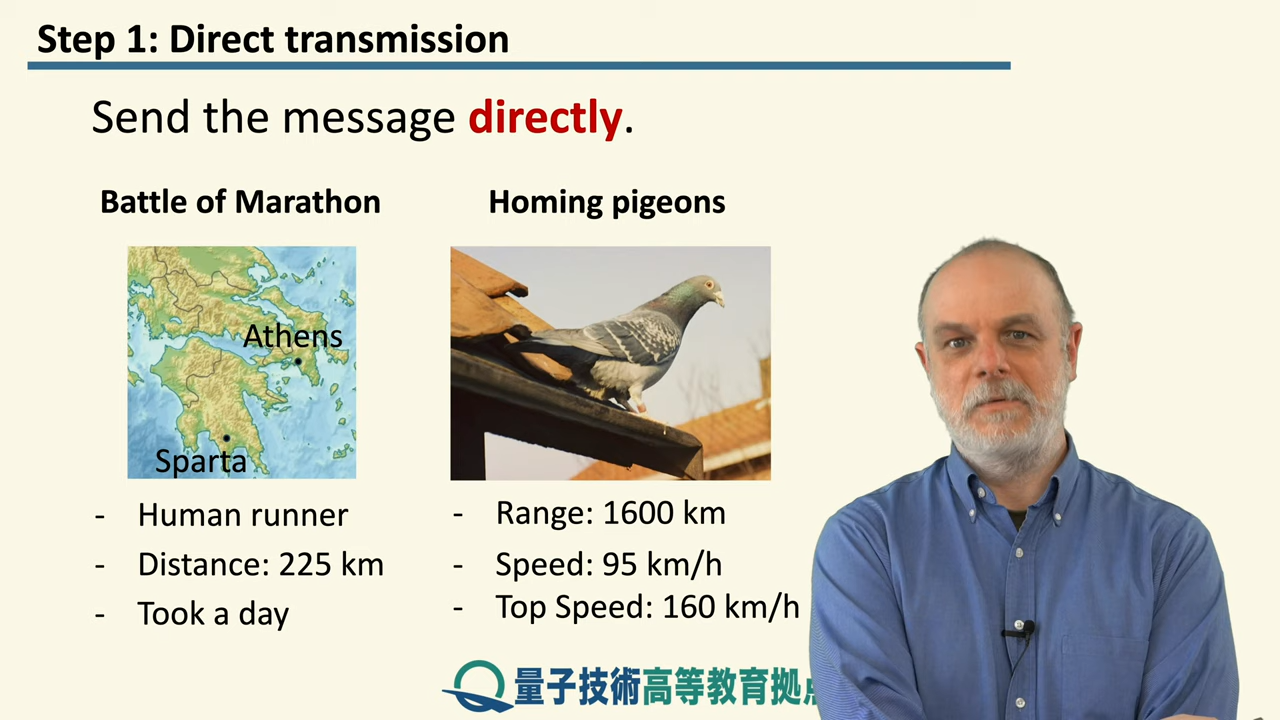 Step 1: Direct transmission
Send the message directly.
Battle of Marathon
Athens
Sparta
- Human runner
- Distance: 225 km
- Took a day
Homing pigeons
- Range: 1600 km
- Speed: 95 km/h
- Top Speed: 160 km/h
量子技術高等教育拠点